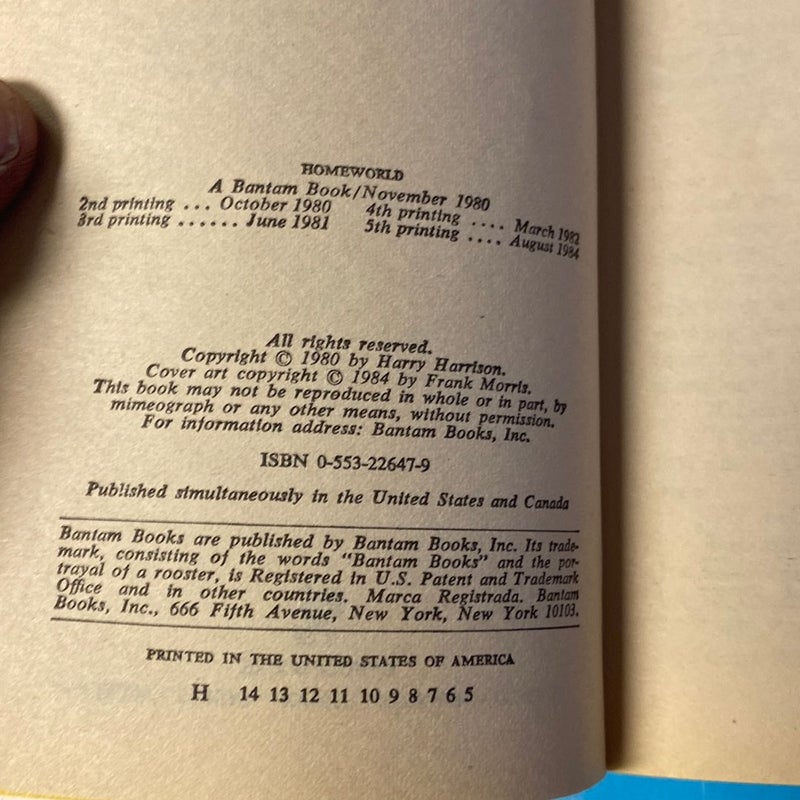 HOMEWORLD
A Bantam Book/November 1980
2nd printing ... October 1980 4th printing .... March 1982
3rd printing ...... June 1981 5th printing .... August 1984
All rights reserved.
Copyright © 1980 by Harry Harrison.
Cover art copyright © 1984 by Frank Morris.
This book may not be reproduced in whole or in part, by
mimeograph or any other means, without permission.
For information address: Bantam Books, Inc.
ISBN 0-553-22647-9
Published simultaneously in the United States and Canada
Bantam Books are published by Bantam Books, Inc. Its trade-
mark, consisting of the words "Bantam Books" and the por-
trayal of a rooster, is Registered in U.S. Patent and Trademark
Office and in other countries. Marca Registrada. Bantam
Books, Inc., 666 Fifth Avenue, New York, New York 10103.
PRINTED IN THE UNITED STATES OF AMERICA
H 14 13 12 11 10 9 8 7 6 5